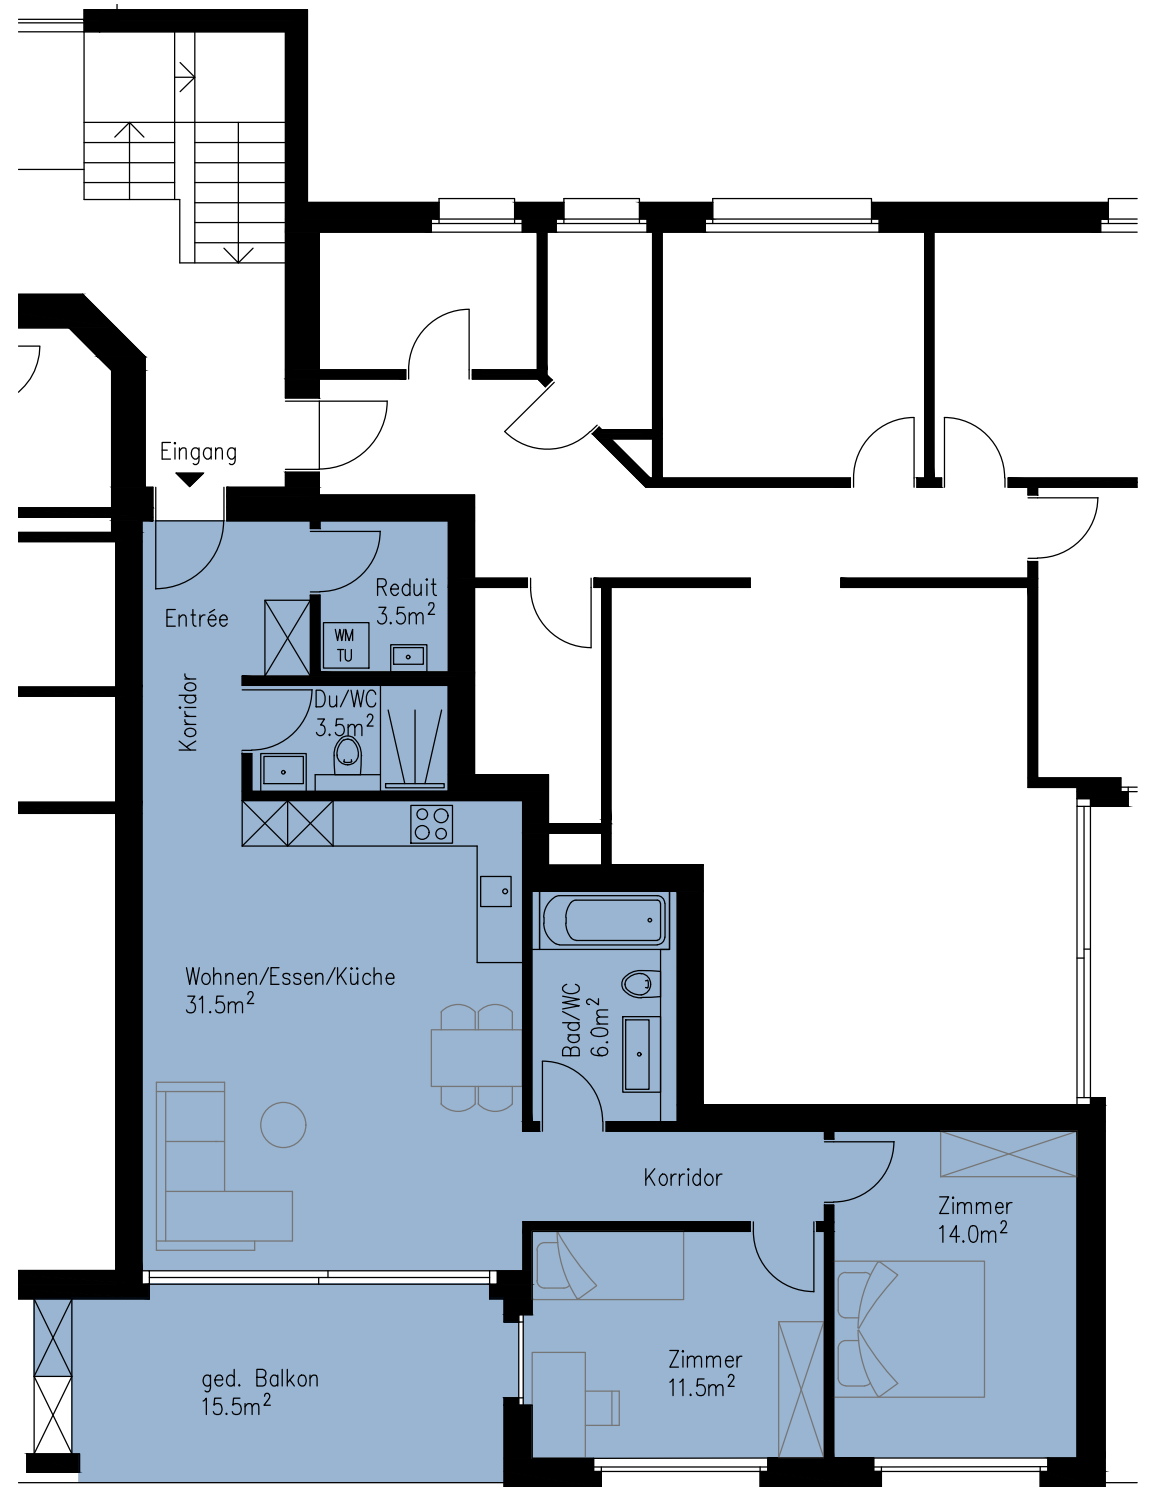 Eingang
Reduit
3.5m²
Entrée
WM
TU
Korridor
Du/WC
3.5m²
Wohnen/Essen/Küche
31.5m²
Bad/WC
6.0m²
Korridor
Zimmer
14.0m²
Zimmer
11.5m²
ged. Balkon
15.5m²